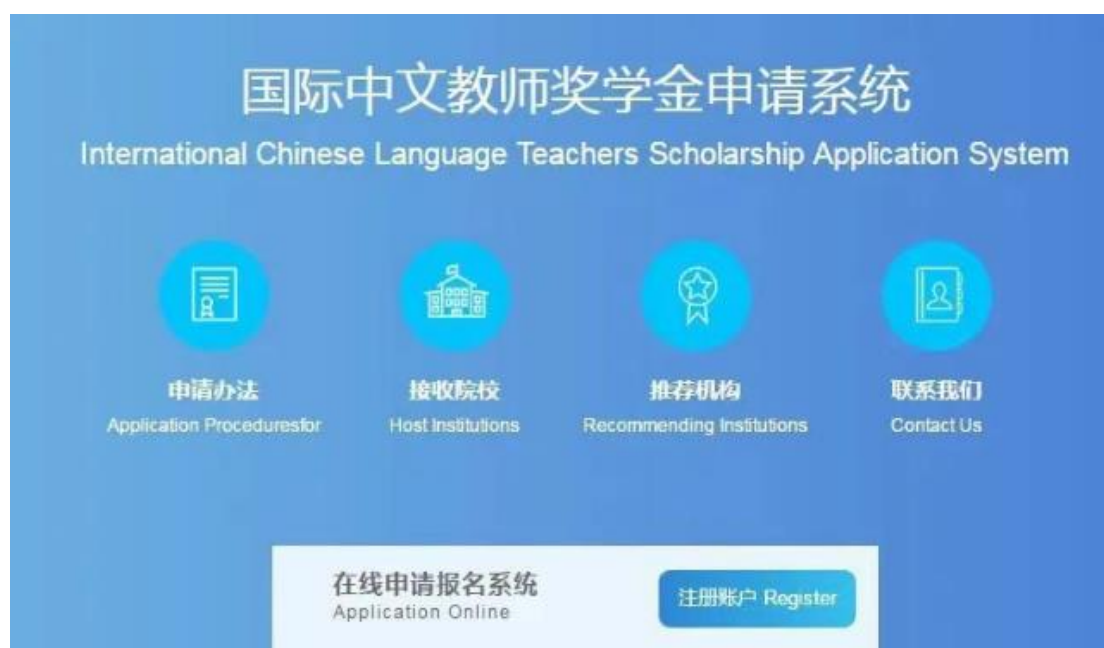 国际中文教师奖学金申请系统
International Chinese Language Teachers Scholarship Application System
申请办法
Application Proceduresfor
接收院校
Host Institutions
推荐机构
Recommending Institutions
联系我们
Contact Us
在线申请报名系统
Application Online
注册账户 Register